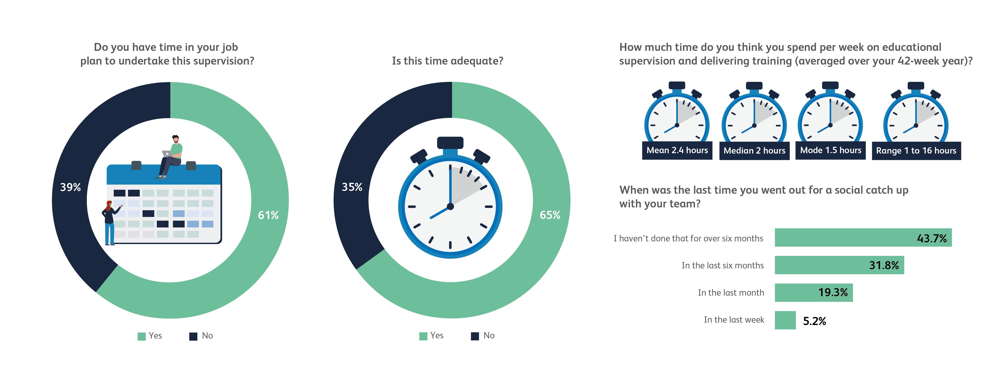 Do you have time in your job
plan to undertake this supervision?
39%
61%
Yes
No
Is this time adequate?
35%
65%
Yes
No
How much time do you think you spend per week on educational
supervision and delivering training (averaged over your 42-week year)?
Mean 2.4 hours
Median 2 hours
Mode 1.5 hours
Range 1 to 16 hours
When was the last time you went out for a social catch up
with your team?
I haven’t done that for over six months
43.7%
In the last six months
31.8%
In the last month
19.3%
In the last week
5.2%